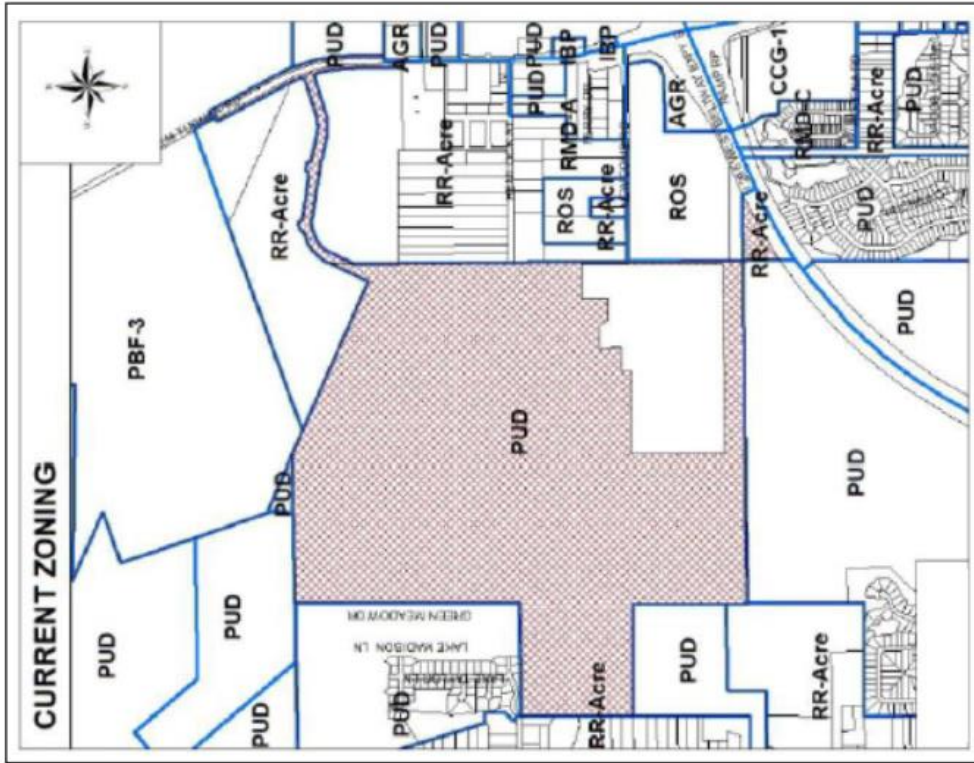 CURRENT ZONING
PUD
PBF-3
PUD
PUD
PUD
RR-Acre
PUD
GREEN MEADOW DR
LAKE MADISON LN
PUD
AGR
RR-Acre
PUD
PUD
PUD
PUD
RMD-A
IBP
ROS
RR-Acre
RR-Acre
IBP
PUD
ROS
AGR
RR-Acre
CCG-1
RMD-C
RR-Acre
PUD
PUD
RR-Acre
PUD
PUD